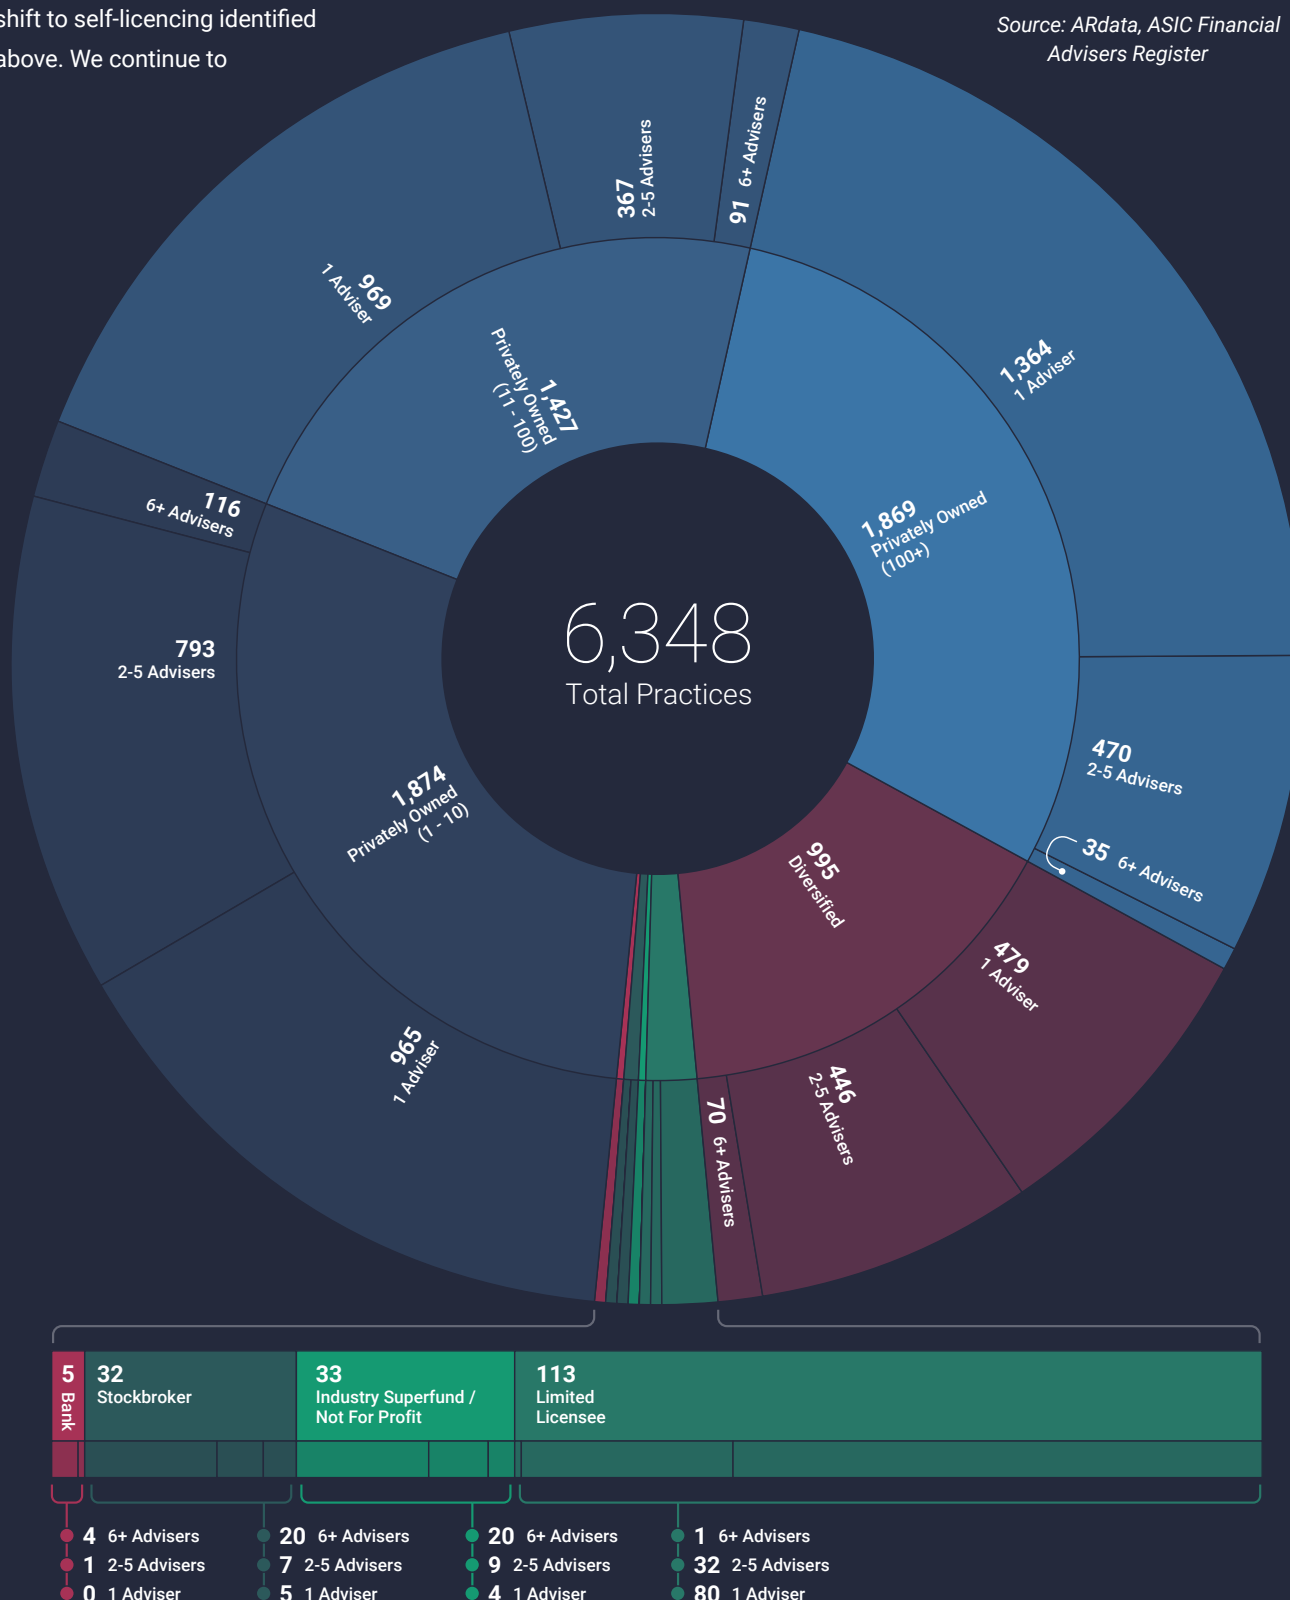 shift to self-licencing identified
above. We continue to
Source: ARdata, ASIC Financial
Advisers Register
367
2-5 Advisers
91 6+ Advisers
969
1 Adviser
1,364
1 Adviser
1,427
Privately Owned
(11 - 100)
116
6+ Advisers
1,869
Privately Owned
(100+)
6,348
Total Practices
793
2-5 Advisers
470
2-5 Advisers
1,874
Privately Owned
(1 - 10)
35 6+ Advisers
995
Diversified
479
1 Adviser
965
1 Adviser
446
2-5 Advisers
70 6+ Advisers
5
Bank
32
Stockbroker
33
Industry Superfund /
Not For Profit
113
Limited
Licensee
4 6+ Advisers
1 2-5 Advisers
0 1 Adviser
20 6+ Advisers
7 2-5 Advisers
5 1 Adviser
20 6+ Advisers
9 2-5 Advisers
4 1 Adviser
1 6+ Advisers
32 2-5 Advisers
80 1 Adviser